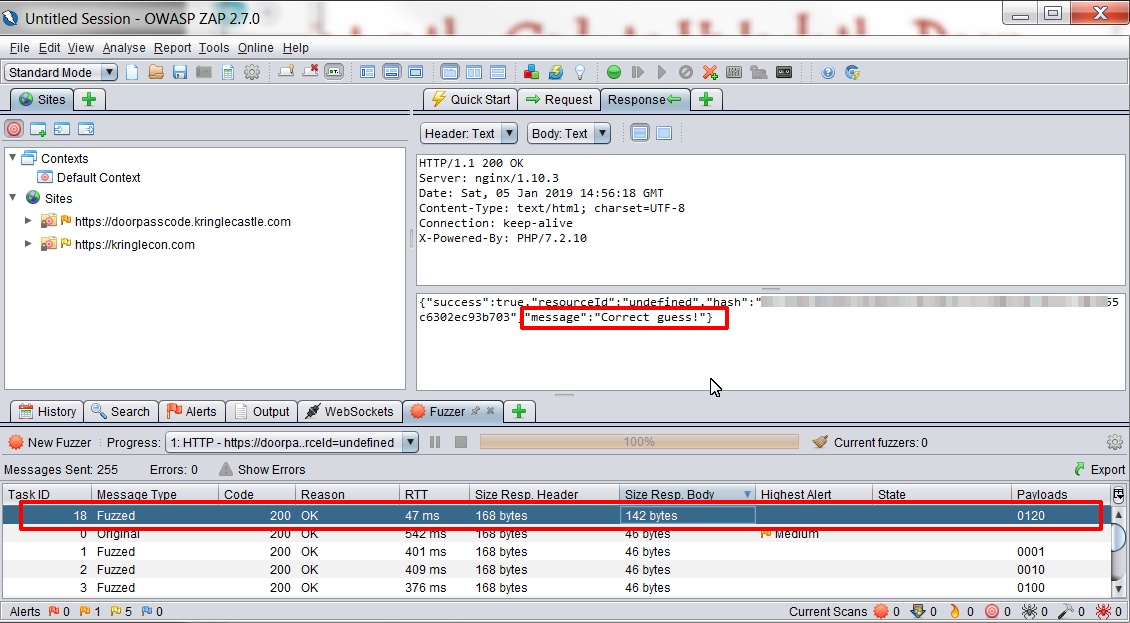 Untitled Session - OWASP ZAP 2.7.0
File Edit View Analyse Report Tools Online Help
Standard Mode
Sites
Quick Start Request Response
Header: Text Body: Text
Contexts
Default Context
Sites
https://doorpasscode.kringlecastle.com
https://kringlecon.com
HTTP/1.1 200 OK
Server: nginx/1.10.3
Date: Sat, 05 Jan 2019 14:56:18 GMT
Content-Type: text/html; charset=UTF-8
Connection: keep-alive
X-Powered-By: PHP/7.2.10
{"success":true,"resourceId":"undefined","hash":" 55
c6302ec93b703","message":"Correct guess!"}
History Search Alerts Output WebSockets Fuzzer
New Fuzzer Progress: 1: HTTP - https://doorpa..rceId=undefined 100% Current fuzzers: 0
Messages Sent: 255 Errors: 0 Show Errors Export
Task ID Message Type Code Reason RTT Size Resp. Header Size Resp. Body Highest Alert State Payloads
18 Fuzzed 200 OK 47 ms 168 bytes 142 bytes 0120
0 Original 200 OK 542 ms 168 bytes 46 bytes Medium
1 Fuzzed 200 OK 401 ms 168 bytes 46 bytes 0001
2 Fuzzed 200 OK 409 ms 168 bytes 46 bytes 0010
3 Fuzzed 200 OK 376 ms 168 bytes 46 bytes 0100
Alerts 0 1 5 0 Current Scans 0 0 0 0 0 0 0